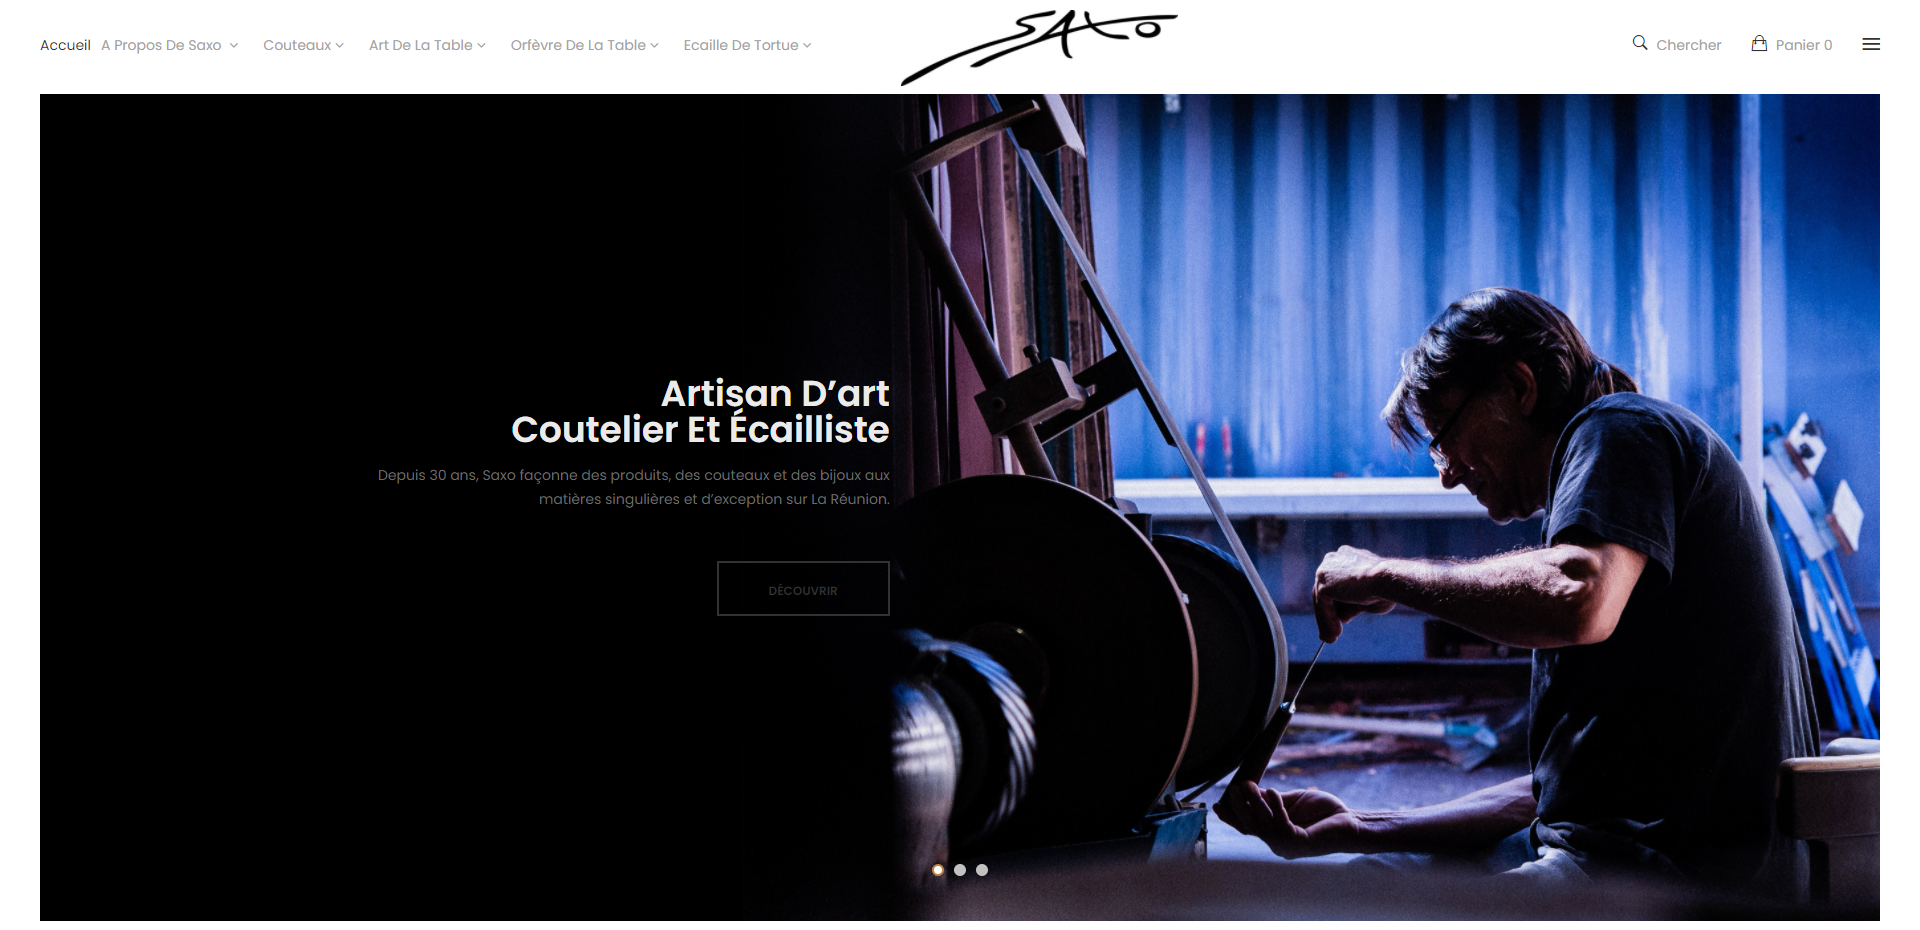 Accueil A Propos De Saxo Couteaux Art De La Table Orfèvre De La Table Ecaille De Tortue SAXO Chercher Panier 0
Artisan D’art
Coutelier Et Écailliste
Depuis 30 ans, Saxo façonne des produits, des couteaux et des bijoux aux
matières singulières et d’exception sur La Réunion.
DÉCOUVRIR